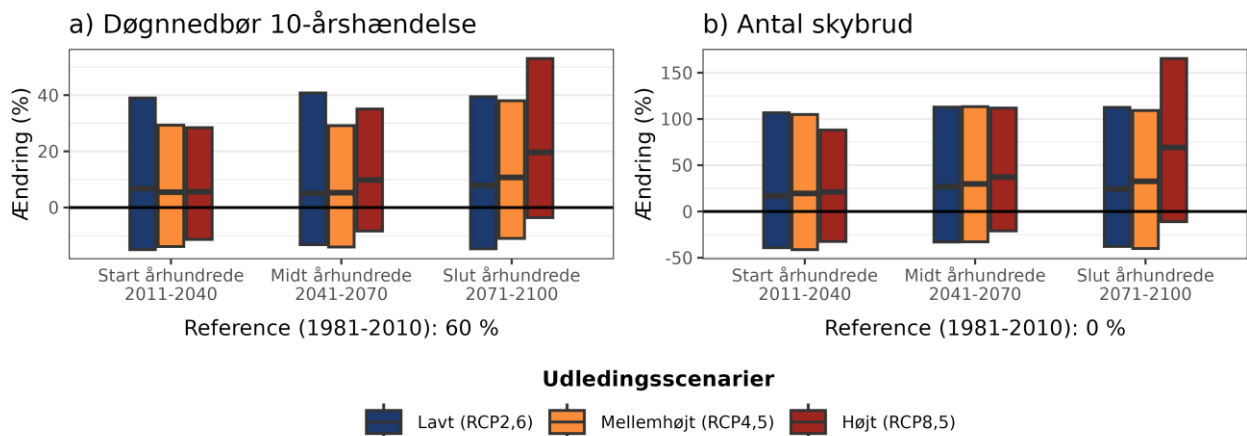 a) Døgnnedbør 10-årshændelse
Ændring (%)
40
20
0
Start århundrede
2011-2040
Midt århundrede
2041-2070
Slut århundrede
2071-2100
Reference (1981-2010): 60 %
b) Antal skybrud
Ændring (%)
150
100
50
0
-50
Start århundrede
2011-2040
Midt århundrede
2041-2070
Slut århundrede
2071-2100
Reference (1981-2010): 0 %
Udledingsscenarier
Lavt (RCP2,6)
Mellemhøjt (RCP4,5)
Højt (RCP8,5)